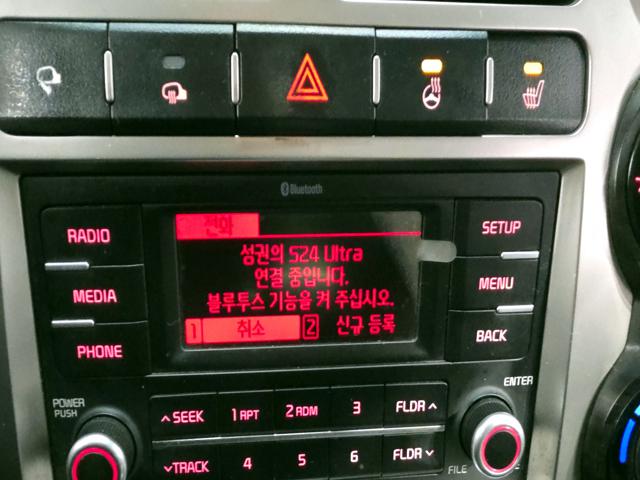 Bluetooth
전화
RADIO
성권의 S24 Ultra
SETUP
연결 중입니다.
MEDIA
블루투스 기능을 켜 주십시오.
MENU
1 취소 2 신규 등록
PHONE
BACK
POWER
PUSH
ENTER
SEEK 1 RPT 2 RDM 3 FLDR
TRACK 4 5 6 FLDR
FILE